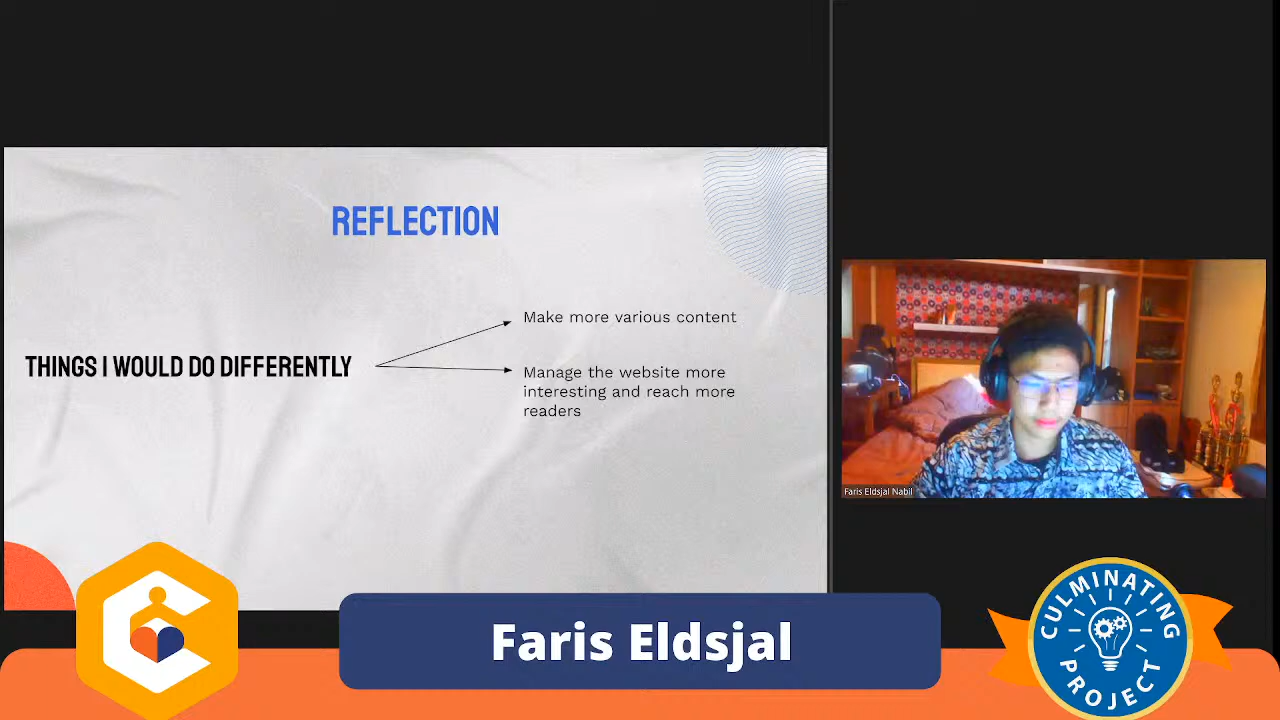 REFLECTION
THINGS I WOULD DO DIFFERENTLY
Make more various content
Manage the website more
interesting and reach more
readers
Faris Eldsjal Nabil
Faris Eldsjal
CULMINATING
PROJECT